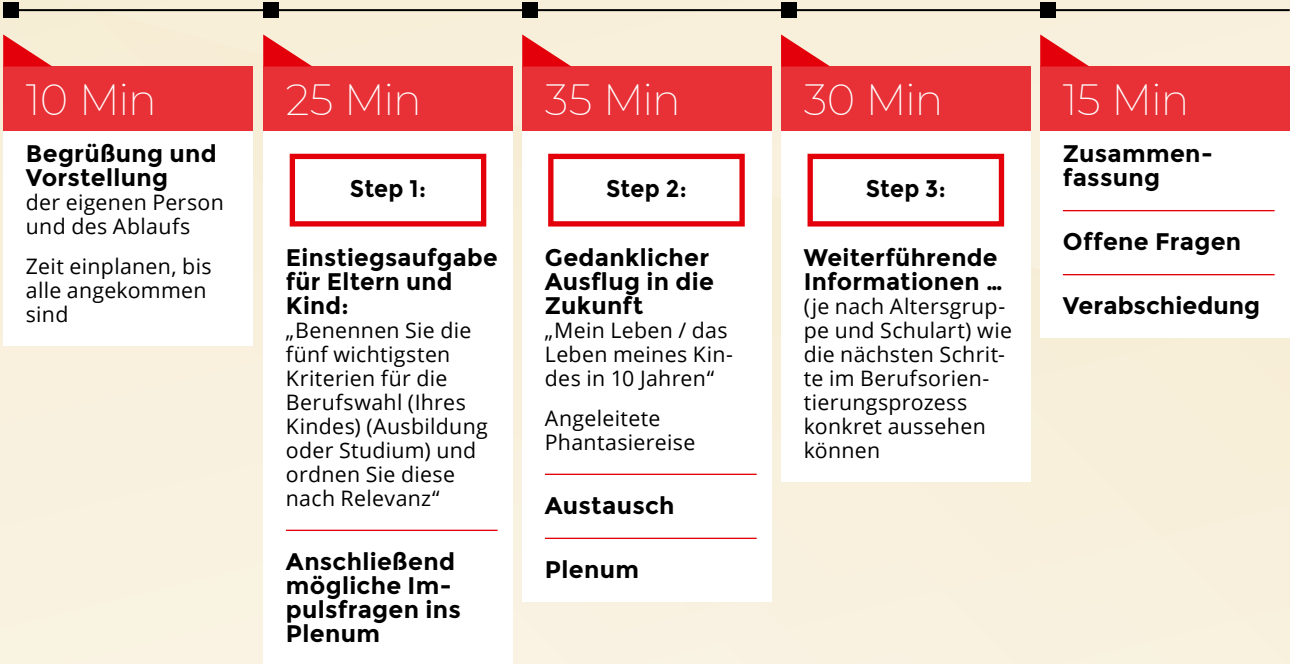 10 Min
Begrüßung und
Vorstellung
der eigenen Person
und des Ablaufs
Zeit einplanen, bis
alle angekommen
sind
25 Min
Step 1:
Einstiegsaufgabe
für Eltern und
Kind:
„Benennen Sie die
fünf wichtigsten
Kriterien für die
Berufswahl (Ihres
Kindes) (Ausbildung
oder Studium) und
ordnen Sie diese
nach Relevanz“
Anschließend
mögliche Im-
pulsfragen ins
Plenum
35 Min
Step 2:
Gedanklicher
Ausflug in die
Zukunft
„Mein Leben / das
Leben meines Kin-
des in 10 Jahren“
Angeleitete
Phantasiereise
Austausch
Plenum
30 Min
Step 3:
Weiterführende
Informationen …
(je nach Altersgrup-
pe und Schulart) wie
die nächsten Schrit-
te im Berufsorien-
tierungsprozess
konkret aussehen
können
15 Min
Zusammen-
fassung
Offene Fragen
Verabschiedung